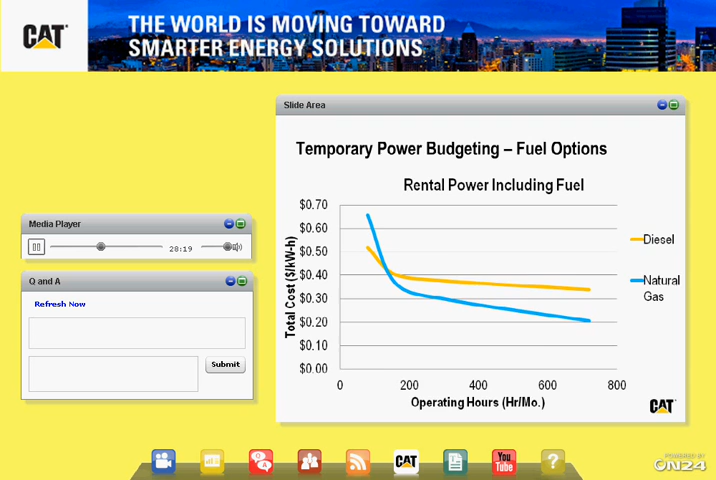 CAT
THE WORLD IS MOVING TOWARD
SMARTER ENERGY SOLUTIONS
Slide Area
Temporary Power Budgeting – Fuel Options
Rental Power Including Fuel
$0.70
$0.60
$0.50
$0.40
$0.30
$0.20
$0.10
$0.00
Total Cost ($/kW-h)
0 200 400 600 800
Operating Hours (Hr/Mo.)
Diesel
Natural
Gas
CAT
Media Player
28:19
Q and A
Refresh Now
Submit
Q
A
CAT
You
Tube
?
POWERED BY
ON24